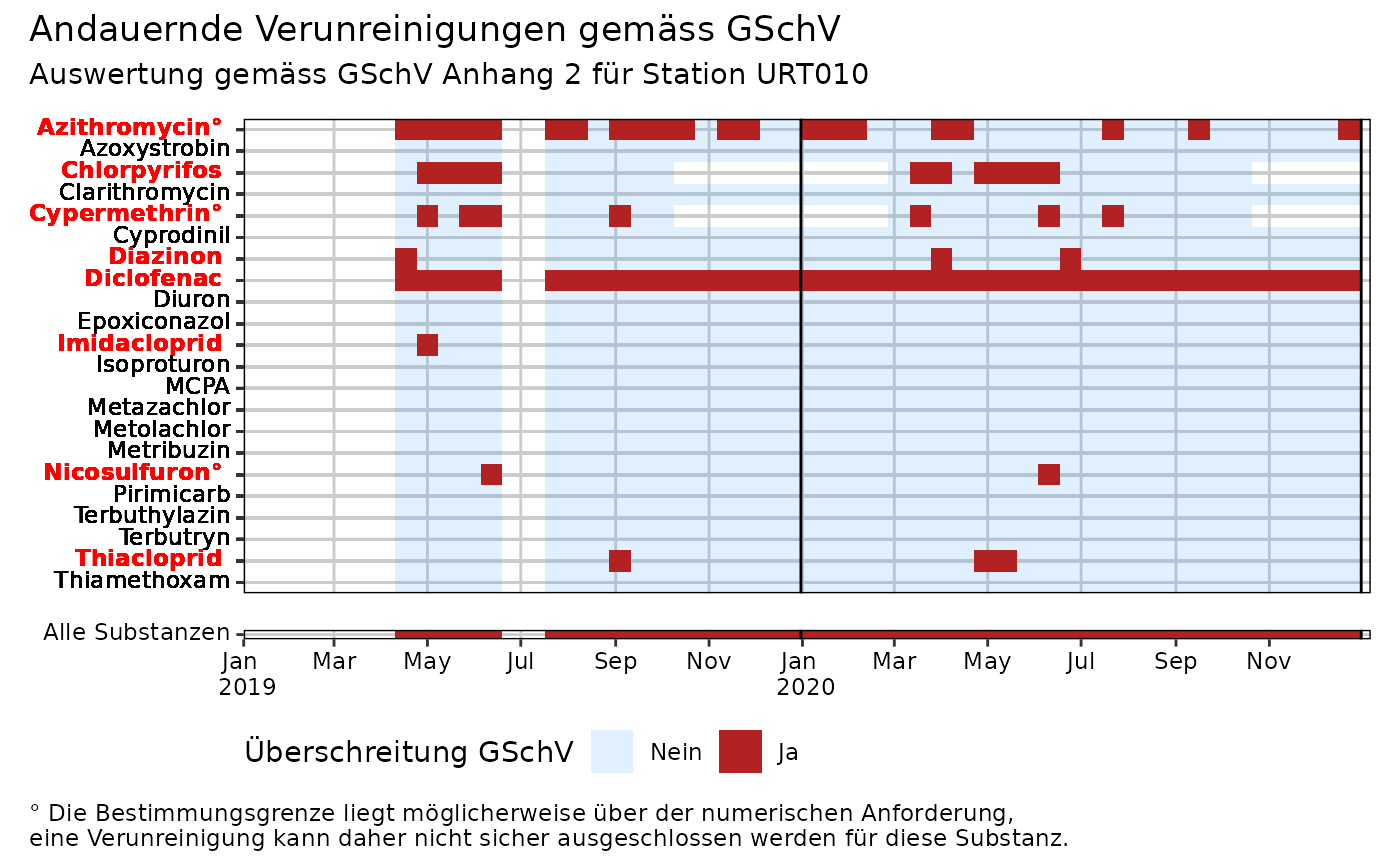 Andauernde Verunreinigungen gemäss GSchV
Auswertung gemäss GSchV Anhang 2 für Station URT010
Azithromycin°
Azoxystrobin
Chlorpyrifos
Clarithromycin
Cypermethrin°
Cyprodinil
Diazinon
Diclofenac
Diuron
Epoxiconazol
Imidacloprid
Isoproturon
MCPA
Metazachlor
Metolachlor
Metribuzin
Nicosulfuron°
Pirimicarb
Terbuthylazin
Terbutryn
Thiacloprid
Thiamethoxam
Alle Substanzen
Jan Mar May Jul Sep Nov Jan Mar May Jul Sep Nov
2019 2020
Überschreitung GSchV Nein Ja
° Die Bestimmungsgrenze liegt möglicherweise über der numerischen Anforderung,
eine Verunreinigung kann daher nicht sicher ausgeschlossen werden für diese Substanz.